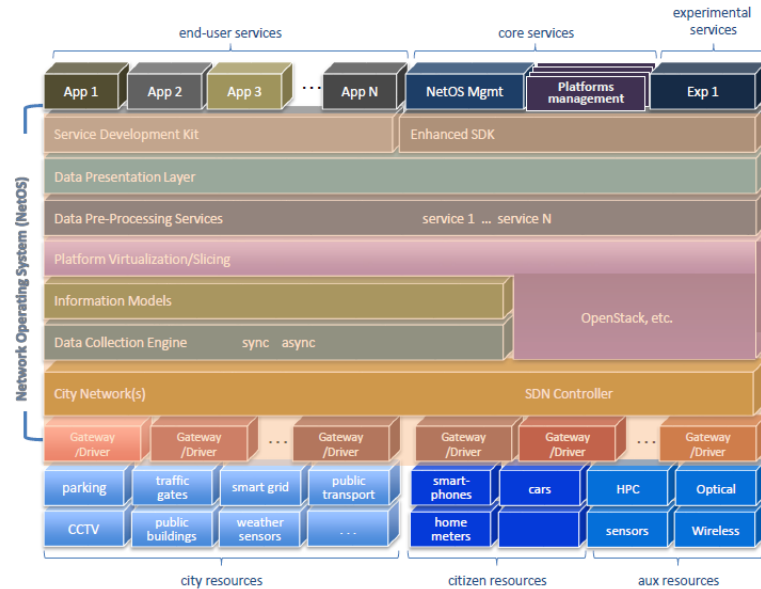 end-user services
core services
experimental
services
App 1
App 2
App 3
...
App N
NetOS Mgmt
Platforms
management
Exp 1
Network Operating System (NetOS)
Service Development Kit
Enhanced SDK
Data Presentation Layer
Data Pre-Processing Services
service 1 ... service N
Platform Virtualization/Slicing
Information Models
OpenStack, etc.
Data Collection Engine
sync async
City Network(s)
SDN Controller
Gateway
/Driver
Gateway
/Driver
...
Gateway
/Driver
Gateway
/Driver
Gateway
/Driver
...
Gateway
/Driver
parking
traffic
gates
smart grid
public
transport
smart-
phones
cars
HPC
Optical
CCTV
public
buildings
weather
sensors
...
home
meters
sensors
Wireless
city resources
citizen resources
aux resources